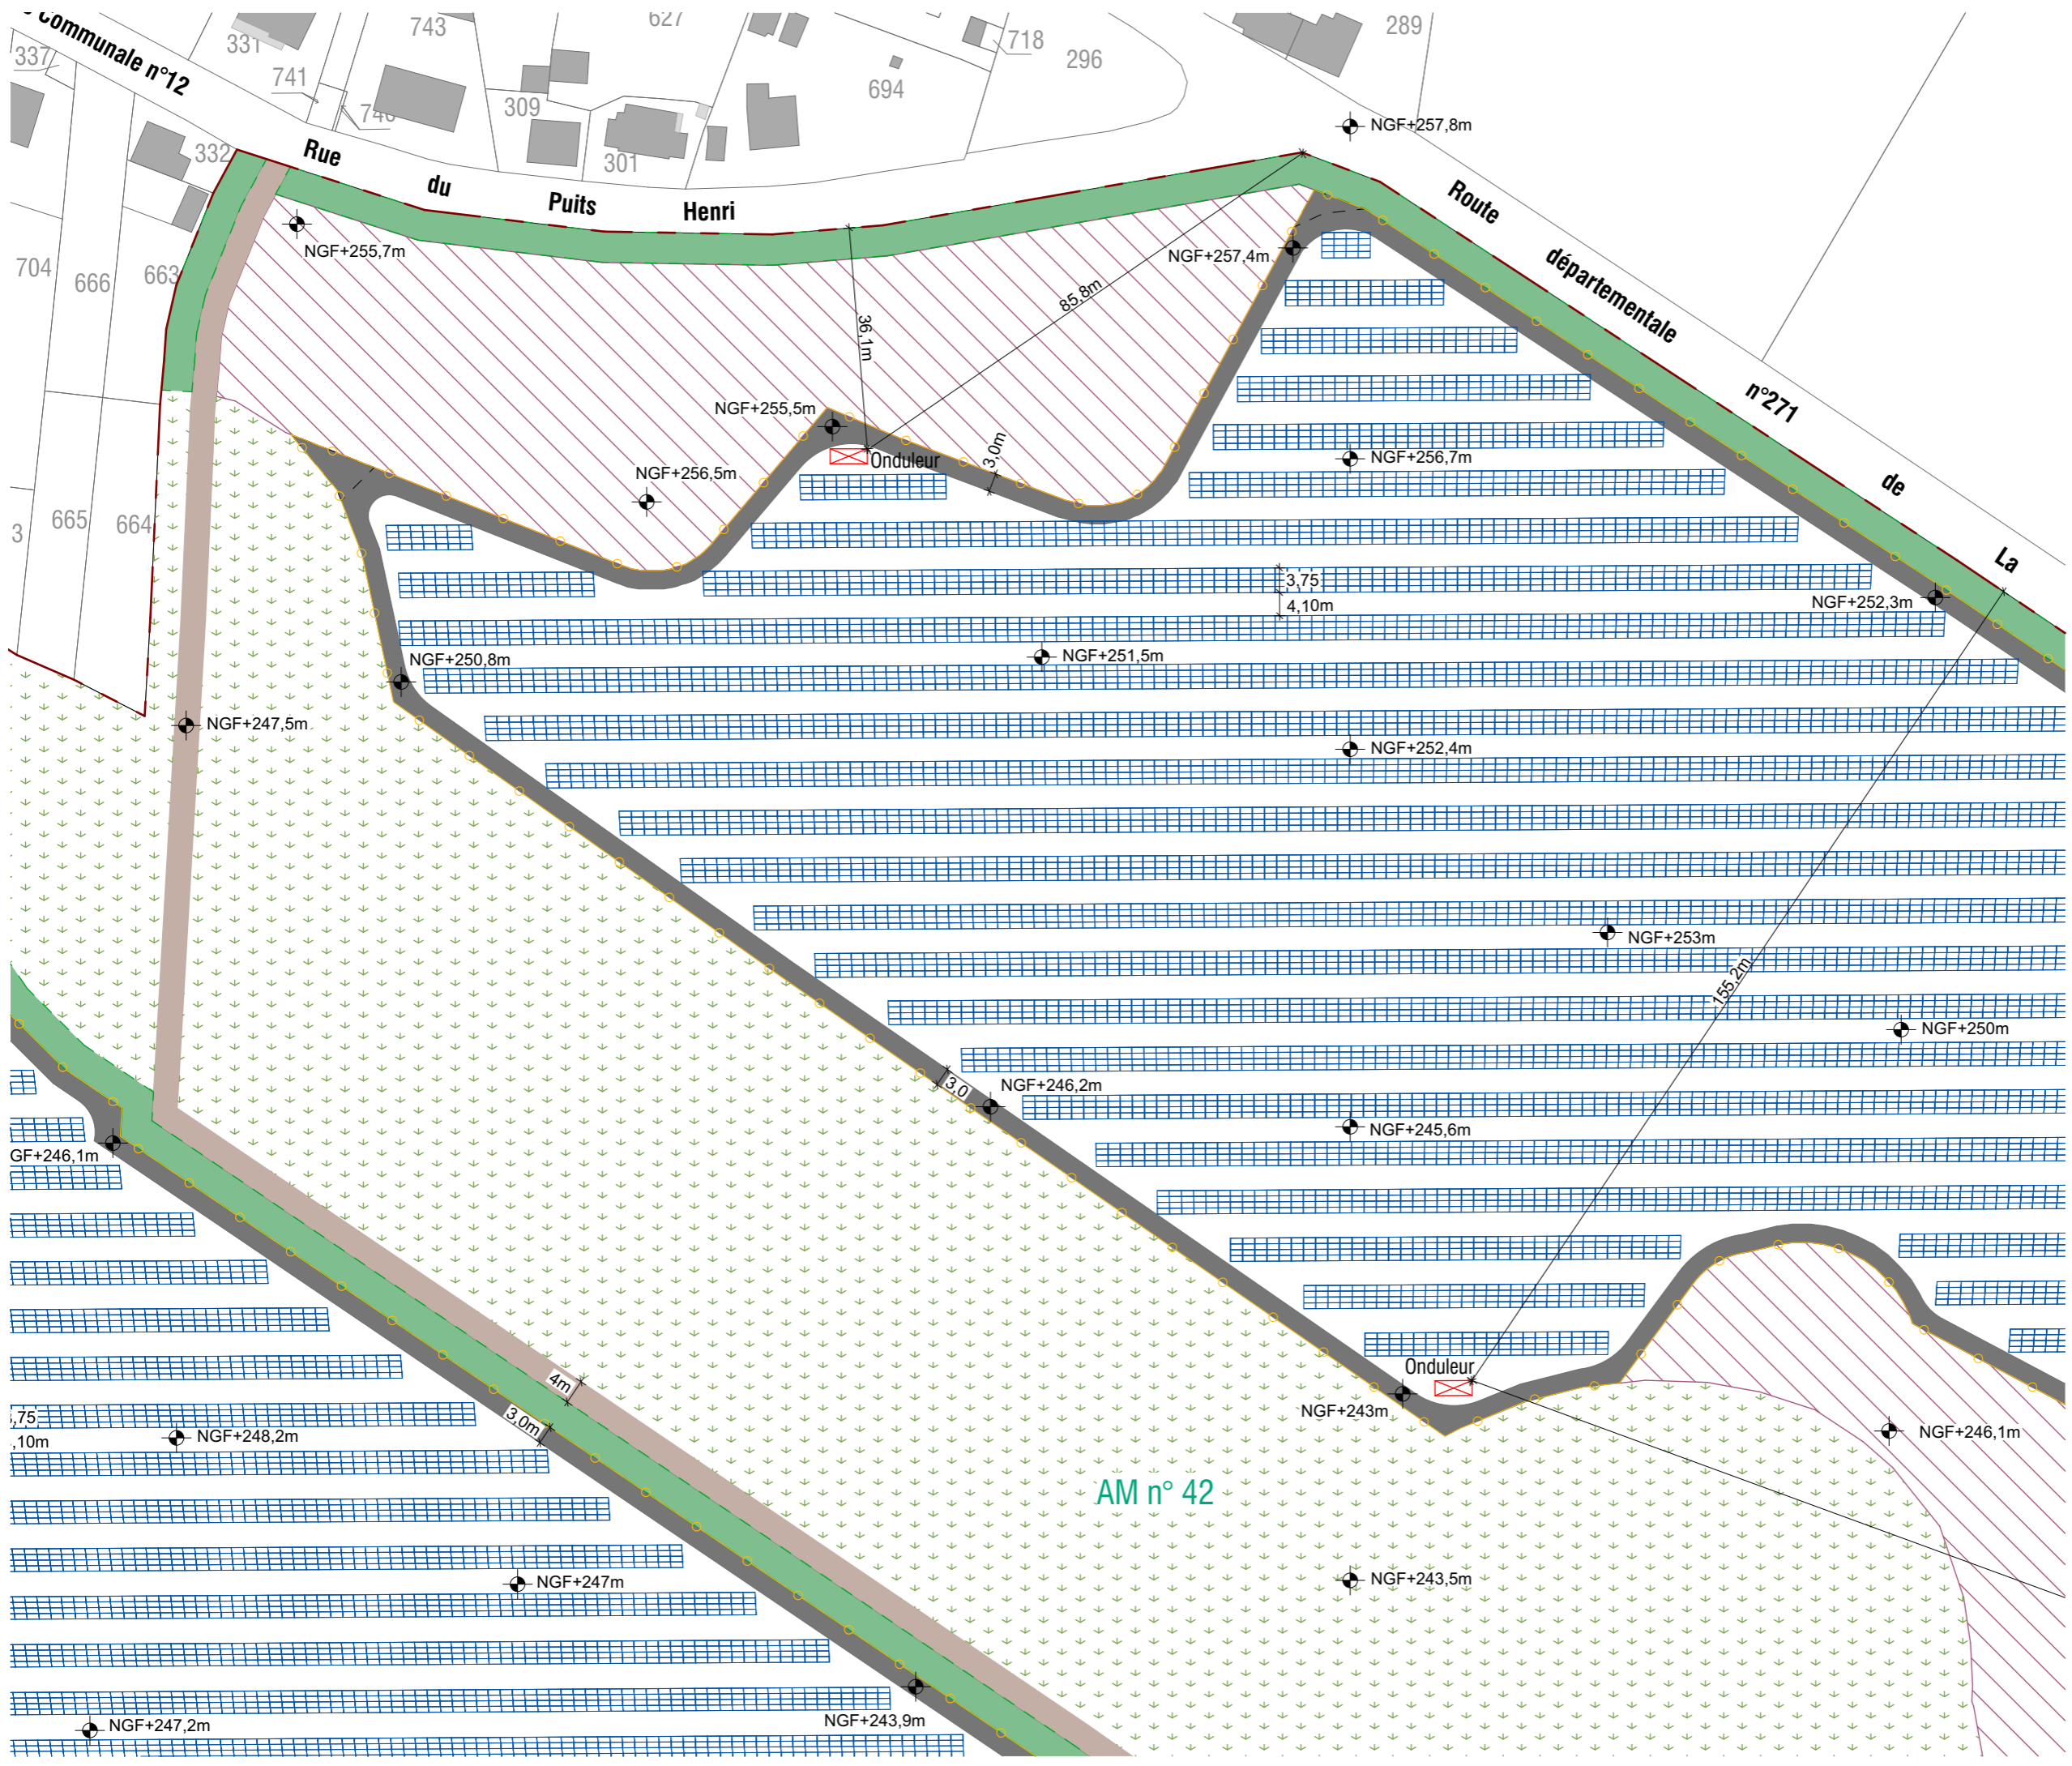 Communale n°12
337
331
743
741
740
627
718
296
289
309
694
301
332
NGF+257,8m
Rue du Puits Henri
Route départementale n°271 de La
704
666
663
NGF+255,7m
NGF+257,4m
85,8m
36,1m
NGF+255,5m
Onduleur
3,0m
NGF+256,5m
NGF+256,7m
3
665
664
3,75
4,10m
NGF+252,3m
NGF+250,8m
NGF+251,5m
NGF+247,5m
NGF+252,4m
NGF+253m
155,2m
NGF+250m
3,0
NGF+246,2m
NGF+245,6m
GF+246,1m
Onduleur
4m
3,0m
NGF+243m
,75
,10m
NGF+248,2m
NGF+246,1m
AM n° 42
NGF+247m
NGF+243,5m
NGF+247,2m
NGF+243,9m